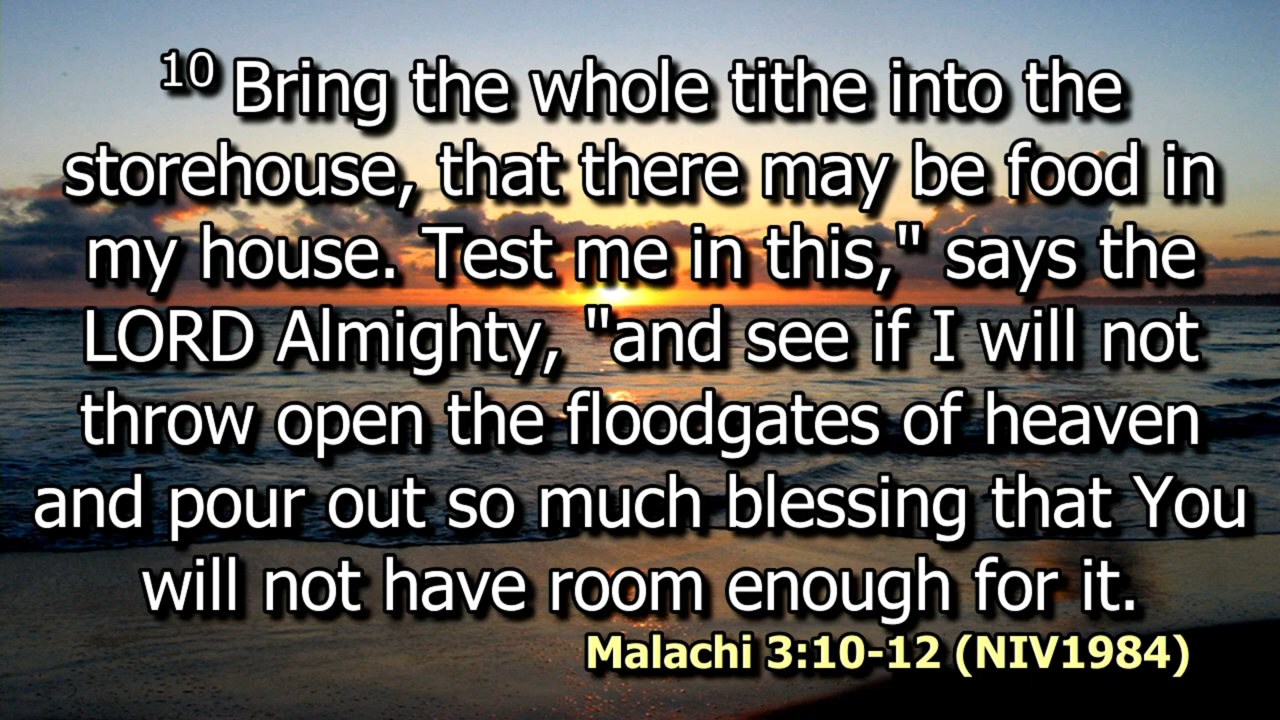 10 Bring the whole tithe into the
storehouse, that there may be food in
my house. Test me in this," says the
LORD Almighty, "and see if I will not
throw open the floodgates of heaven
and pour out so much blessing that You
will not have room enough for it.
Malachi 3:10-12 (NIV1984)